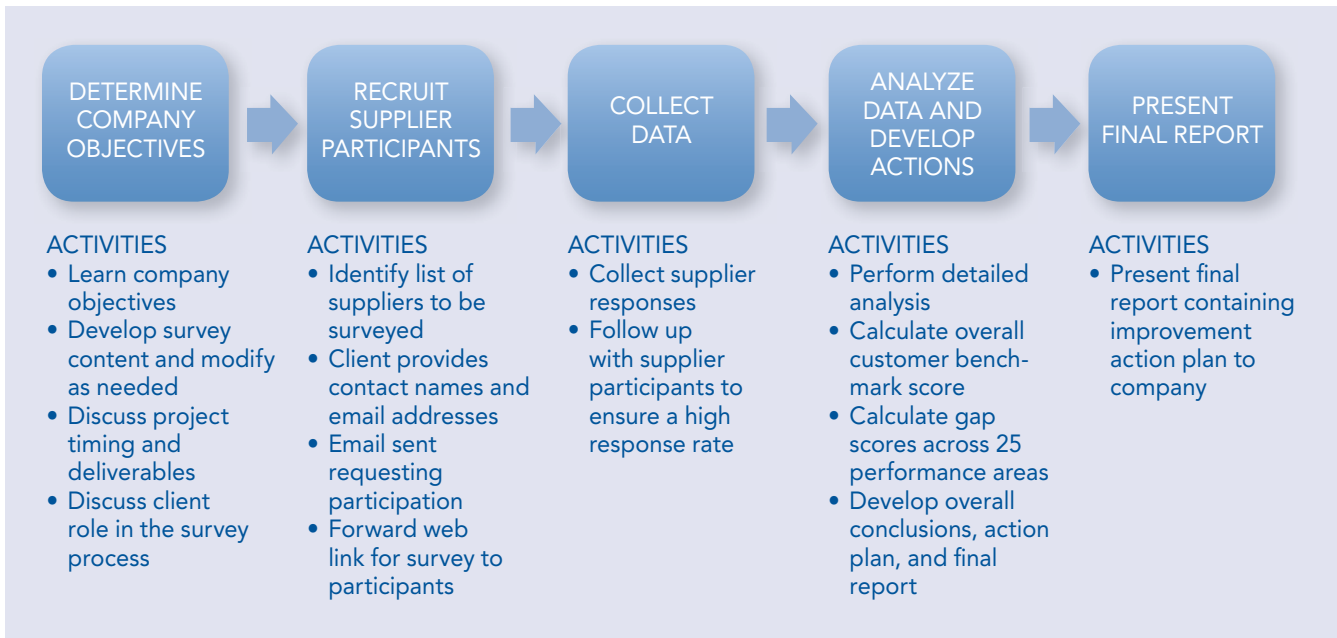 DETERMINE
COMPANY
OBJECTIVES
RECRUIT
SUPPLIER
PARTICIPANTS
COLLECT
DATA
ANALYZE
DATA AND
DEVELOP
ACTIONS
PRESENT
FINAL REPORT
ACTIVITIES
• Learn company
objectives
• Develop survey
content and modify
as needed
• Discuss project
timing and
deliverables
• Discuss client
role in the survey
process
ACTIVITIES
• Identify list of
suppliers to be
surveyed
• Client provides
contact names and
email addresses
• Email sent
requesting
participation
• Forward web
link for survey to
participants
ACTIVITIES
• Collect supplier
responses
• Follow up
with supplier
participants to
ensure a high
response rate
ACTIVITIES
• Perform detailed
analysis
• Calculate overall
customer bench-
mark score
• Calculate gap
scores across 25
performance areas
• Develop overall
conclusions, action
plan, and final
report
ACTIVITIES
• Present final
report containing
improvement
action plan to
company